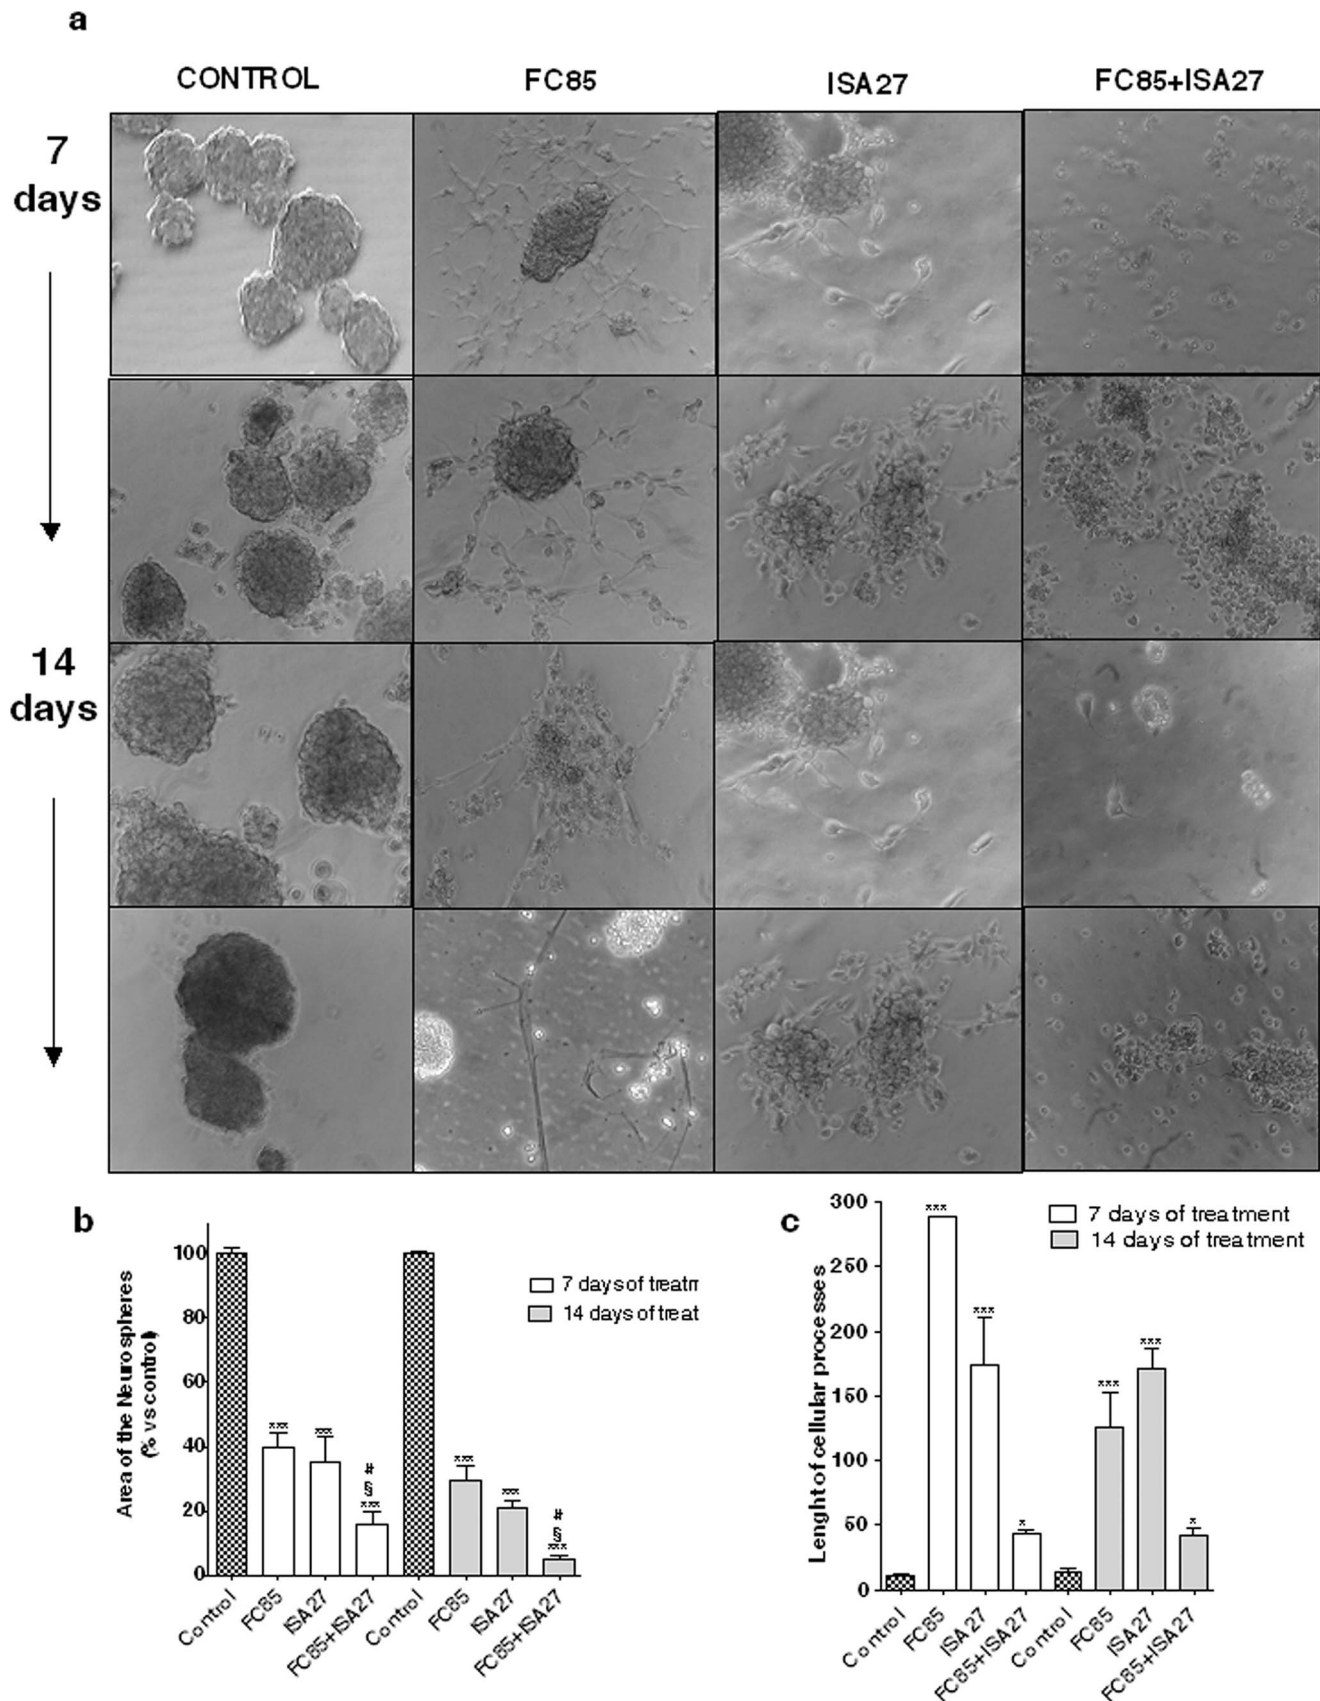 a
CONTROL
FC85
ISA27
FC85+ISA27
7
days
14
days
b
Area of the Neurospheres
(% vs control)
100
80
60
40
20
0
***
***
#
§
***
***
***
#
§
***
7 days of treatm
14 days of treat
Control
FC85
ISA27
FC85+ISA27
Control
FC85
ISA27
FC85+ISA27
c
Lenght of cellular processes
300
250
200
150
100
50
0
***
***
*
***
***
*
7 days of treatment
14 days of treatment
Control
FC85
ISA27
FC85+ISA27
Control
FC85
ISA27
FC85+ISA27